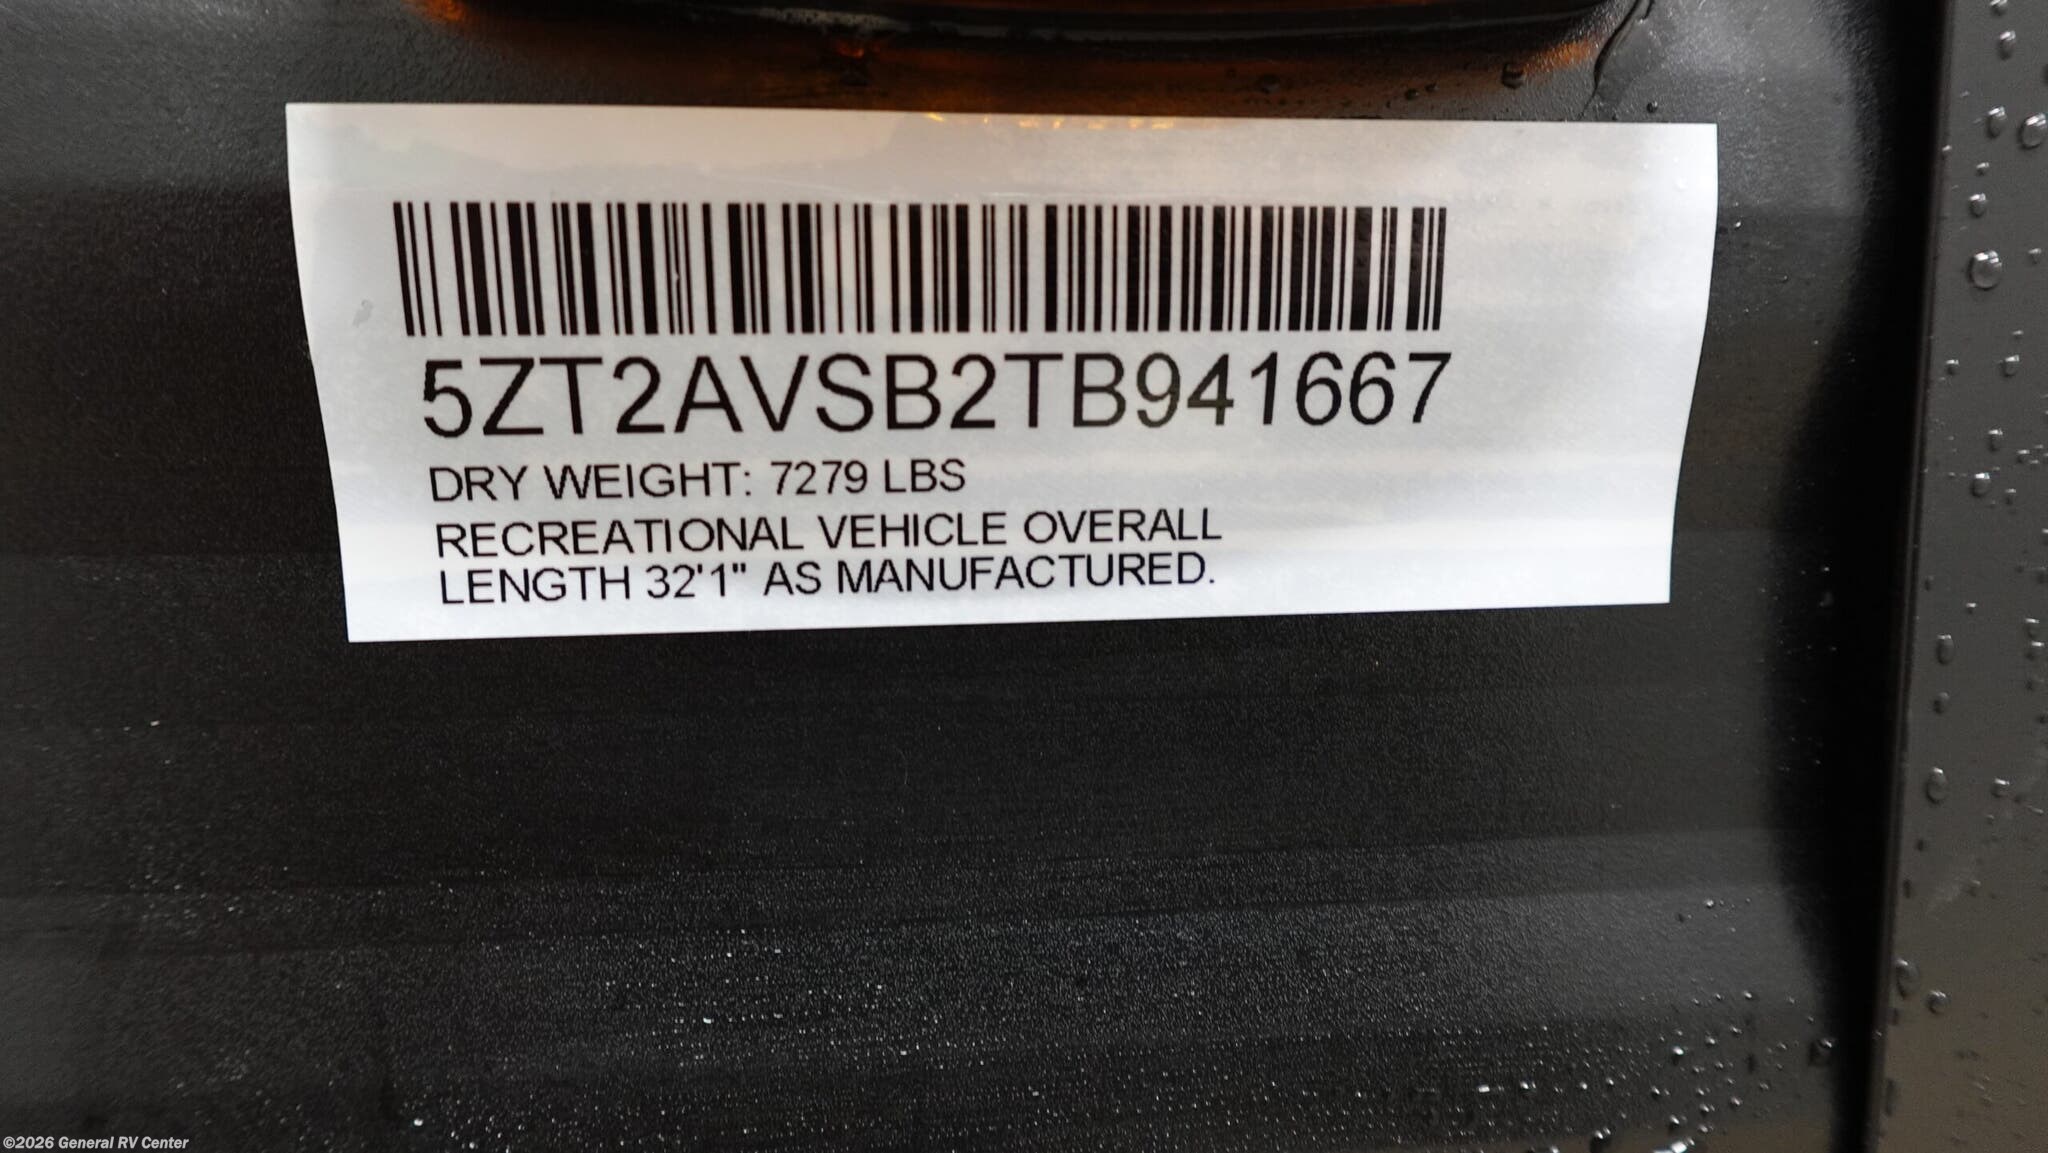 5ZT2AVSB2TB941667
DRY WEIGHT: 7279 LBS
RECREATIONAL VEHICLE OVERALL
LENGTH 32'1" AS MANUFACTURED.
©2026 General RV Center